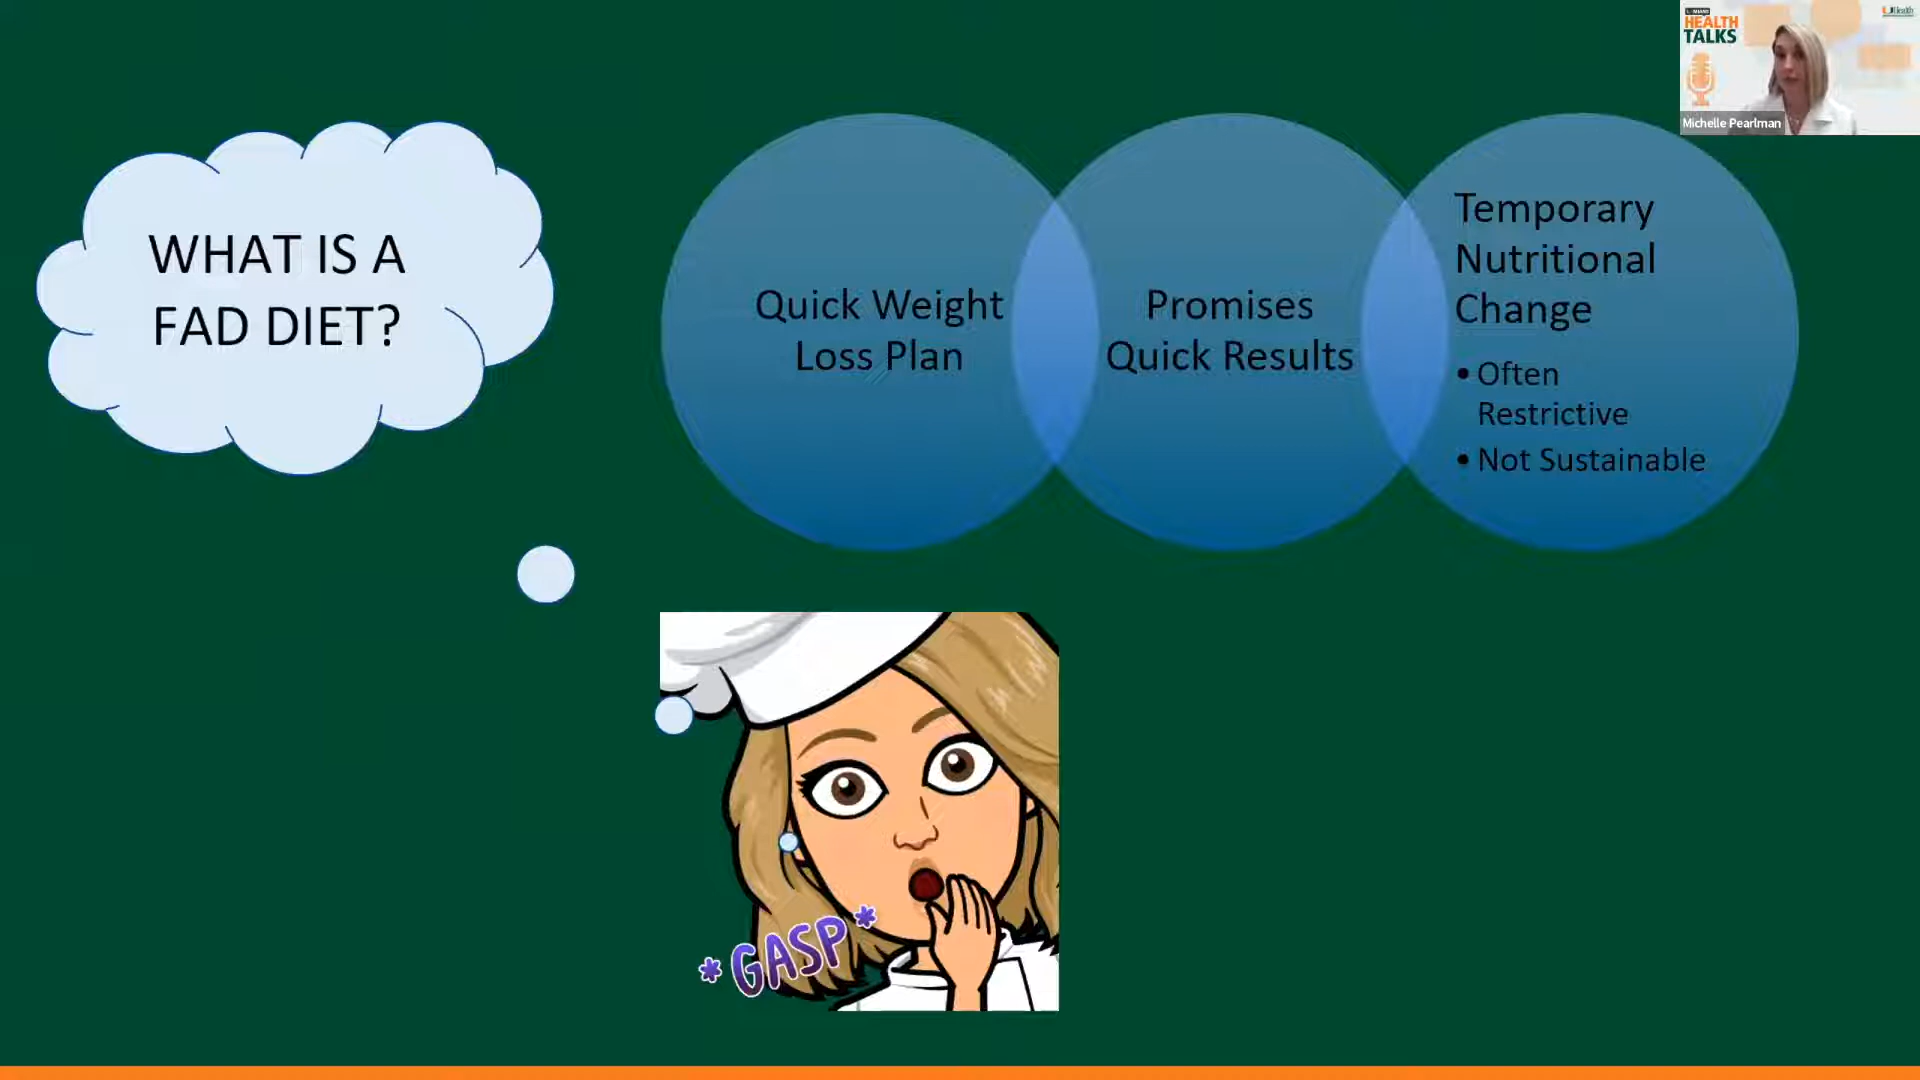 WHAT IS A
FAD DIET?
Quick Weight
Loss Plan
Promises
Quick Results
Temporary
Nutritional
Change
• Often
Restrictive
• Not Sustainable
*GASP*
HEALTH
TALKS
UHealth
Michelle Pearlman